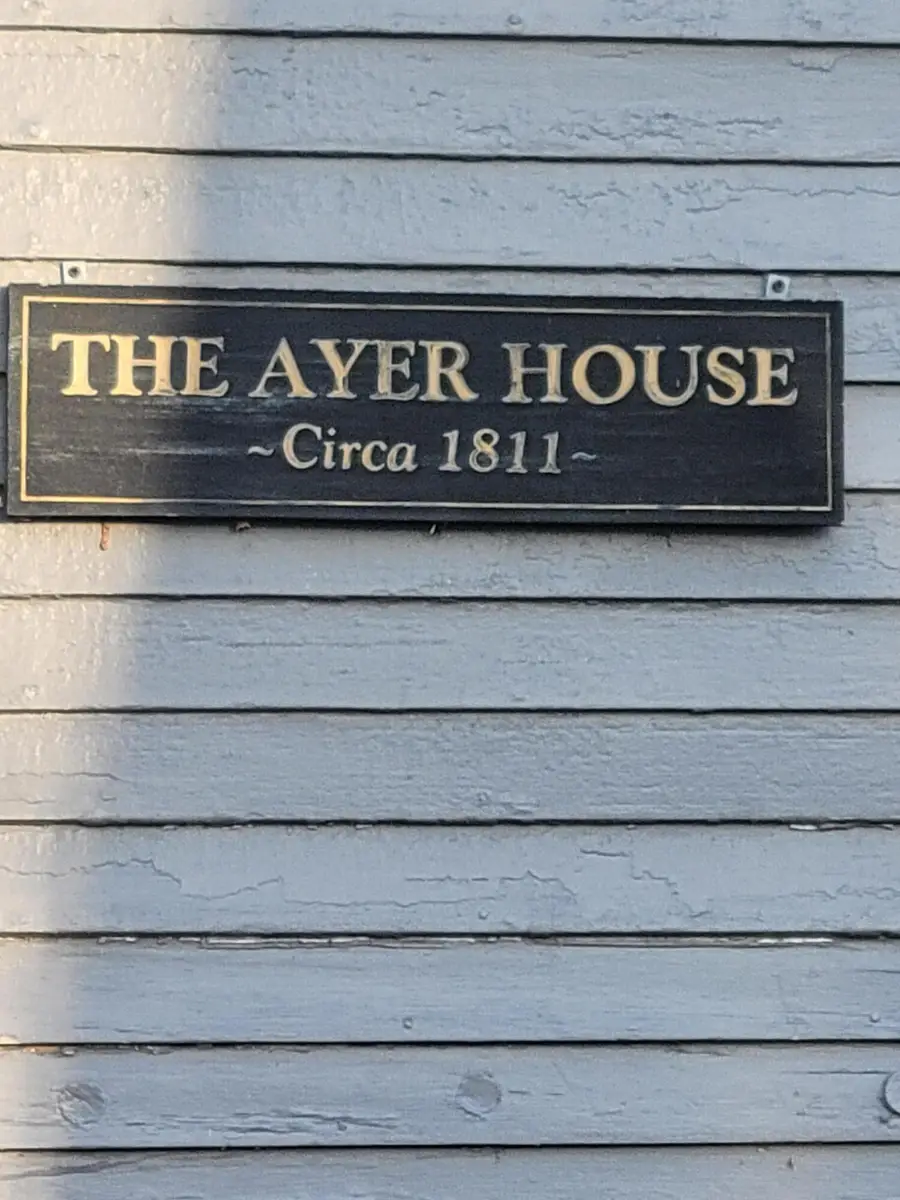 THE AYER HOUSE
~Circa 1811~